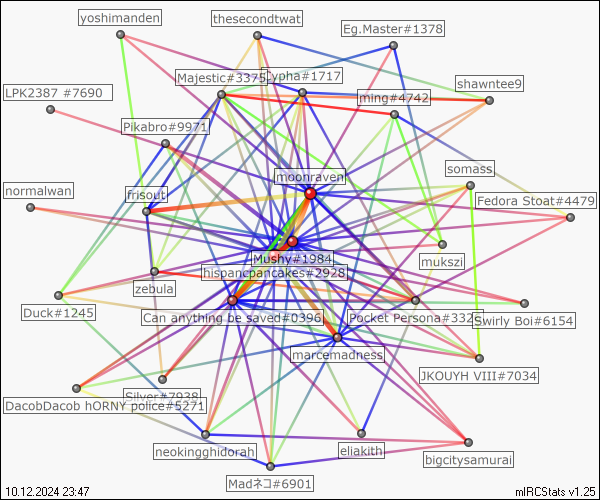 yoshimanden
thesecondtwat
Eg.Master#1378
Majestic#3375
Cypha#1717
shawntee9
LPK2387 #7690
ming#4742
Pikabro#9971
moonraven
somass
normalwan
frisout
Fedora Stoat#4479
Mushy#1984
mukszi
hispancpancakes#2928
zebula
Duck#1245
Can anything be saved#0396
Pocket Persona#332
Swirly Boi#6154
marcemadness
JKOUYH VIII#7034
Silver#7938
DacobDacob hORNY police#5271
neokingghidorah
eliakith
bigcitysamurai
Madネコ#6901
10.12.2024 23:47
mIRCStats v1.25